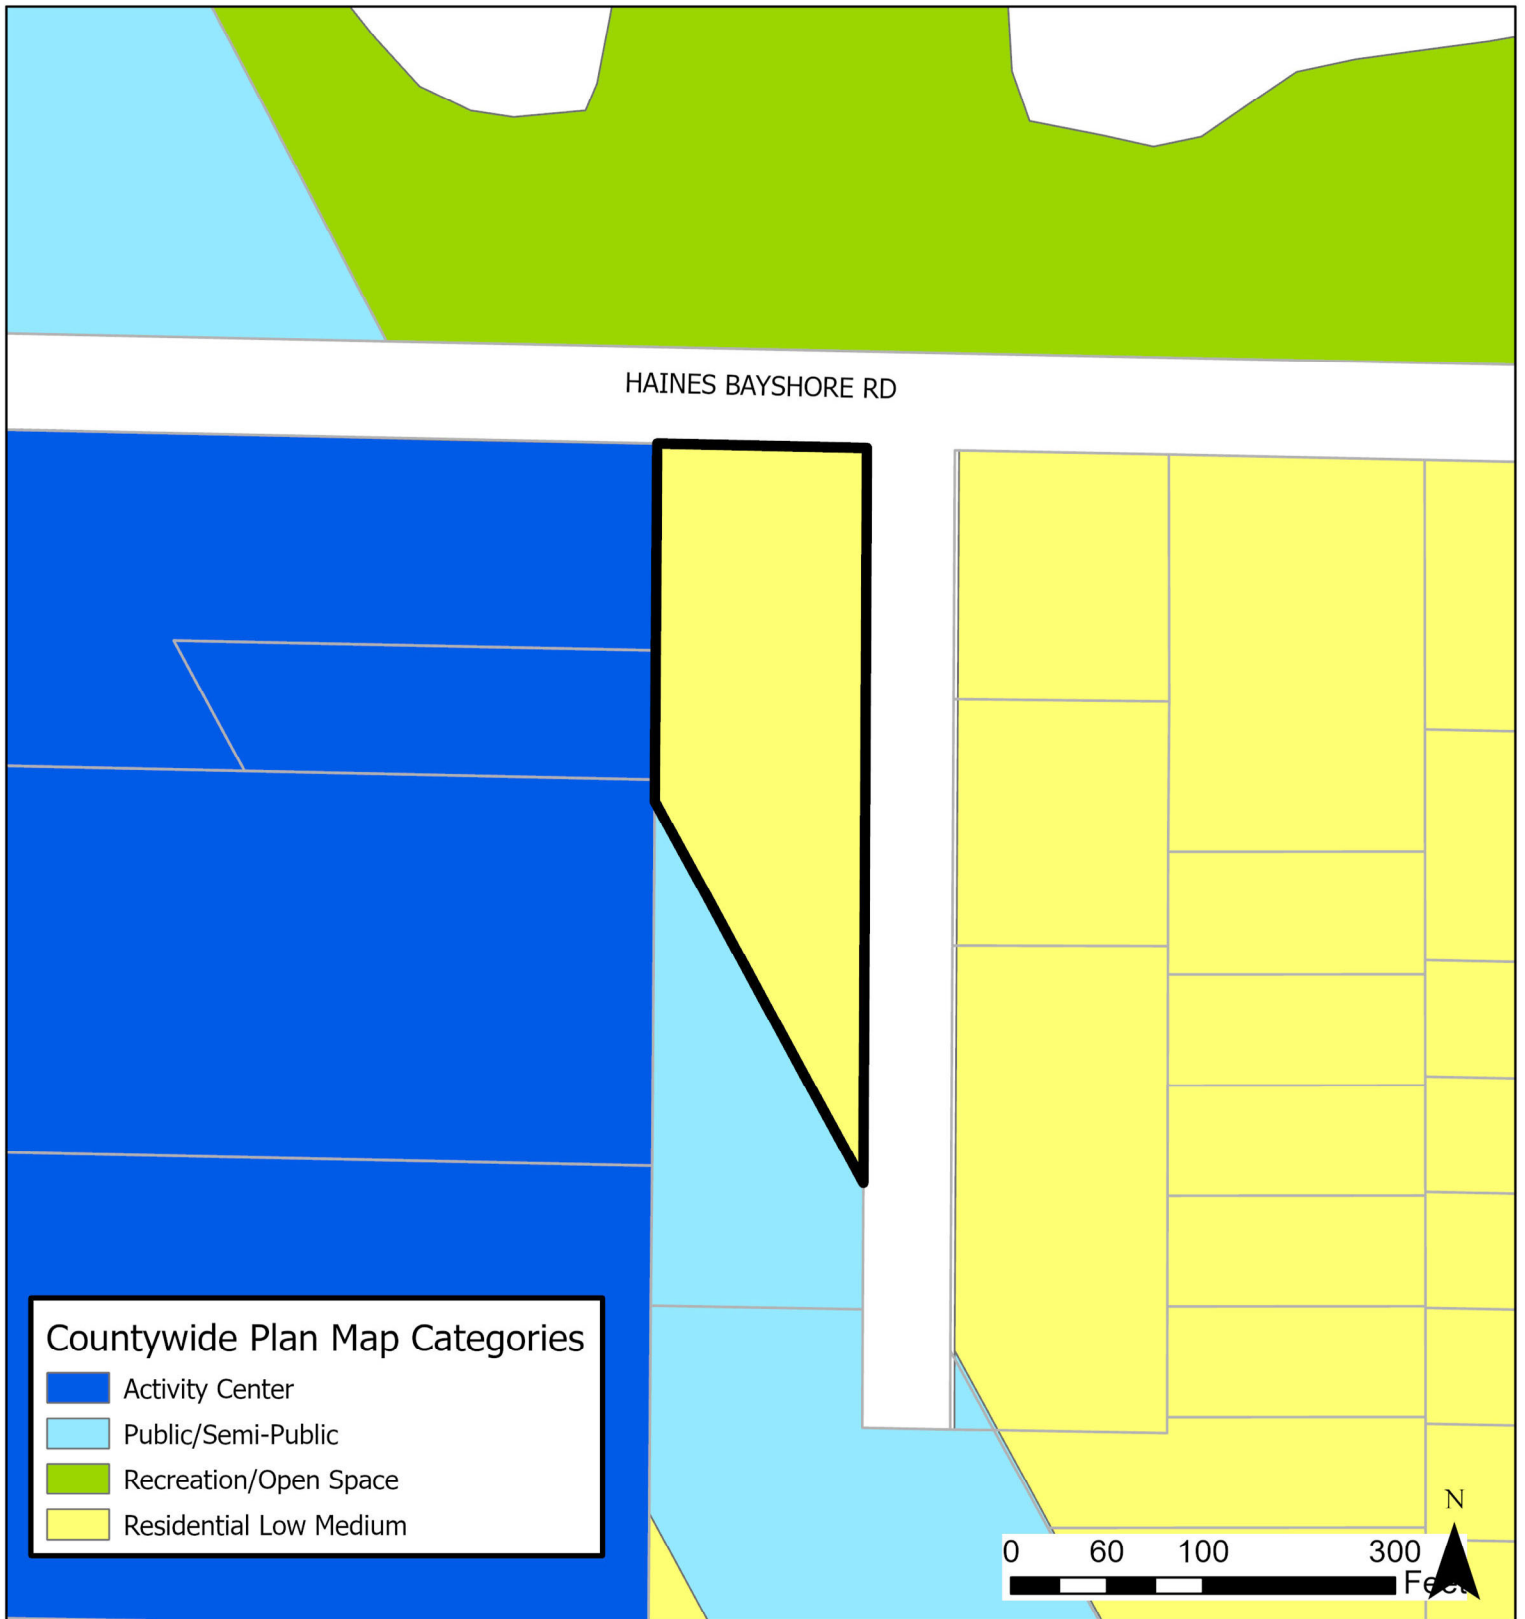 HAINES BAYSHORE RD
Countywide Plan Map Categories
Activity Center
Public/Semi-Public
Recreation/Open Space
Residential Low Medium
N
0 60 100 300
Feet